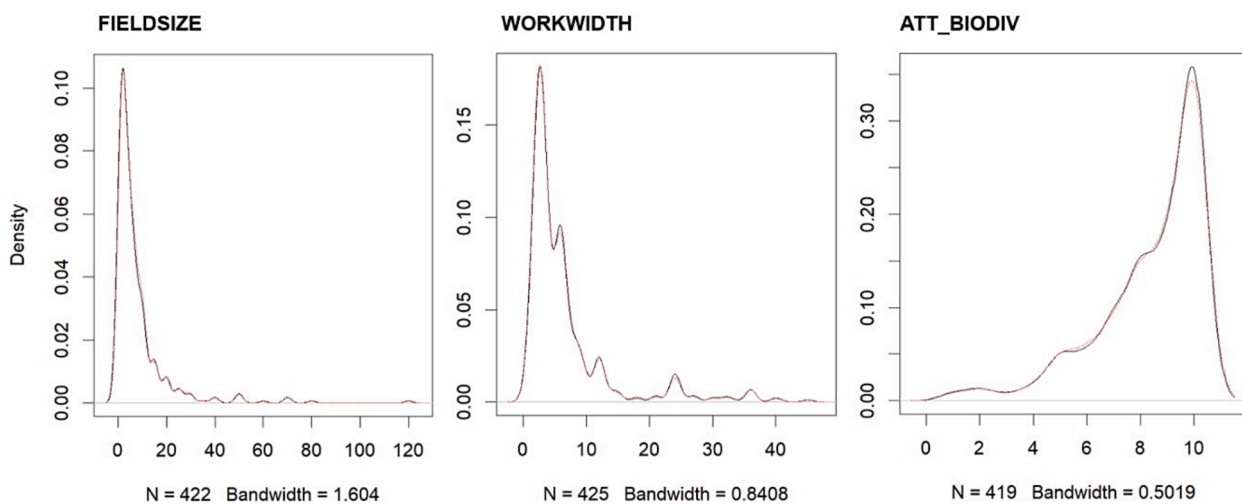 FIELDSIZE
Density
0.00 0.02 0.04 0.06 0.08 0.10
0 20 40 60 80 100 120
N = 422 Bandwidth = 1.604
WORKWIDTH
0.00 0.05 0.10 0.15
0 10 20 30 40
N = 425 Bandwidth = 0.8408
ATT_BIODIV
0.00 0.10 0.20 0.30
0 2 4 6 8 10
N = 419 Bandwidth = 0.5019